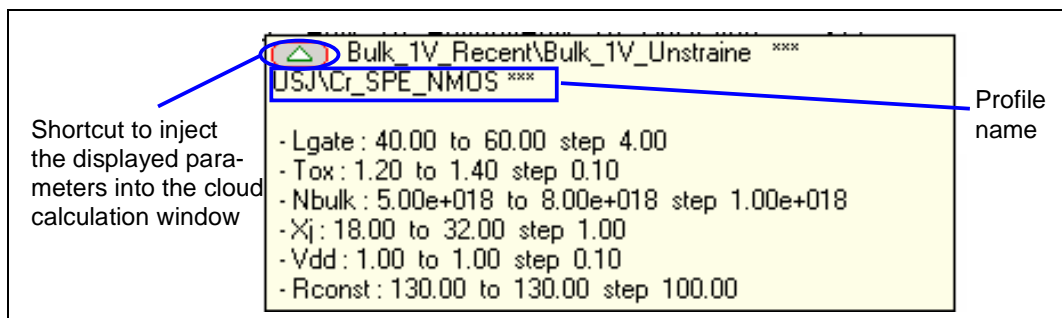 Bulk_1V_Recent\Bulk_1V_Unstraine ***
USJ\Cr_SPE_NMOS ***
- Lgate : 40.00 to 60.00 step 4.00
- Tox : 1.20 to 1.40 step 0.10
- Nbulk : 5.00e+018 to 8.00e+018 step 1.00e+018
- Xj : 18.00 to 32.00 step 1.00
- Vdd : 1.00 to 1.00 step 0.10
- Rconst : 130.00 to 130.00 step 100.00
Shortcut to inject
the displayed para-
meters into the cloud
calculation window
Profile
name